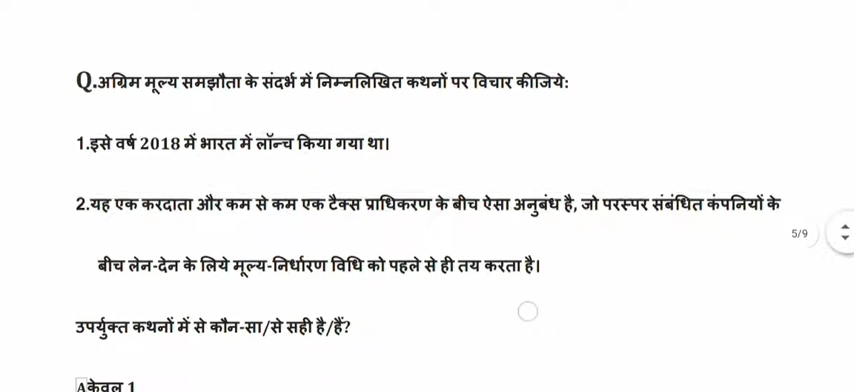 Q.अग्रिम मूल्य समझौता के संदर्भ में निम्नलिखित कथनों पर विचार कीजिये:
1.इसे वर्ष 2018 में भारत में लॉन्च किया गया था।
2.यह एक करदाता और कम से कम एक टैक्स प्राधिकरण के बीच ऐसा अनुबंध है, जो परस्पर संबंधित कंपनियों के
5/9
बीच लेन-देन के लिये मूल्य-निर्धारण विधि को पहले से ही तय करता है।
उपर्युक्त कथनों में से कौन-सा/से सही है/हैं?
Aकेवल 1